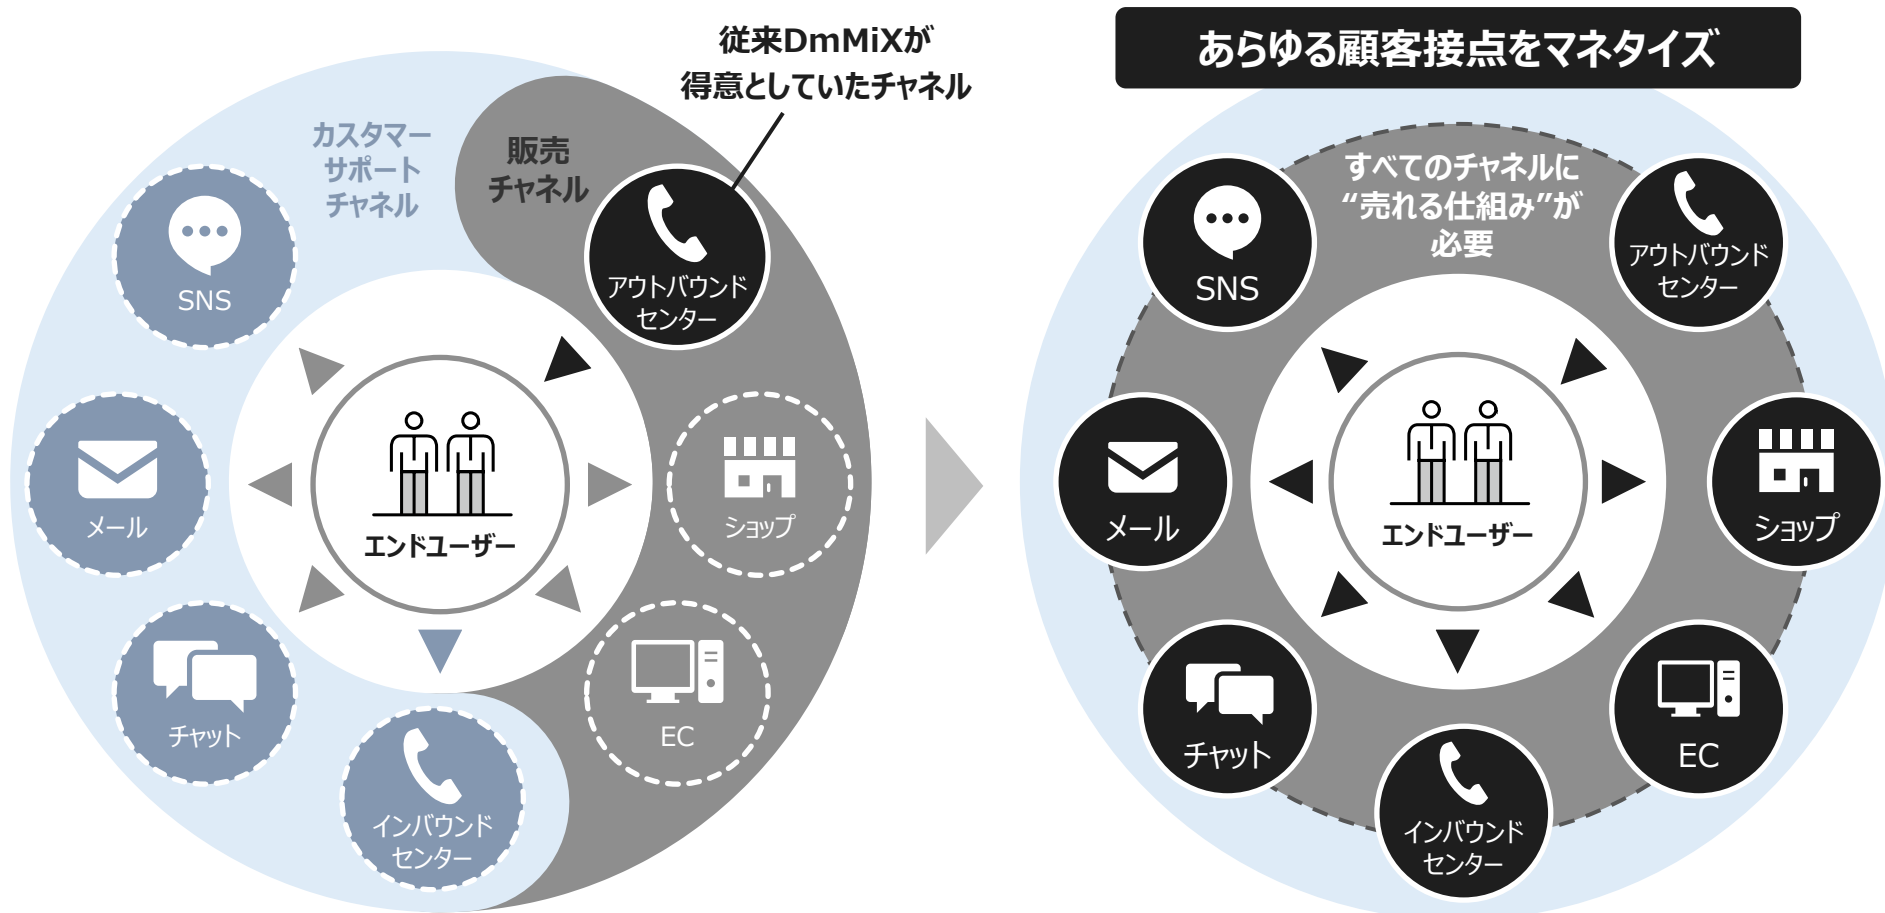 従来DmMiXが
得意としていたチャネル
カスタマー
サポート
チャネル
販売
チャネル
SNS
アウトバウンド
センター
メール
エンドユーザー
ショップ
チャット
EC
インバウンド
センター
あらゆる顧客接点をマネタイズ
すべてのチャネルに
“売れる仕組み”が
必要
SNS
アウトバウンド
センター
メール
エンドユーザー
ショップ
チャット
EC
インバウンド
センター